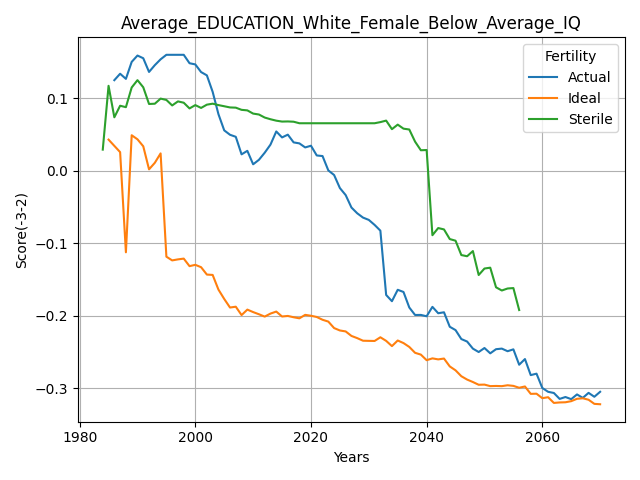 Average_EDUCATION_White_Female_Below_Average_IQ
Fertility
Actual
Ideal
Sterile
Score(-3-2)
0.1
0.0
−0.1
−0.2
−0.3
1980
2000
2020
2040
2060
Years